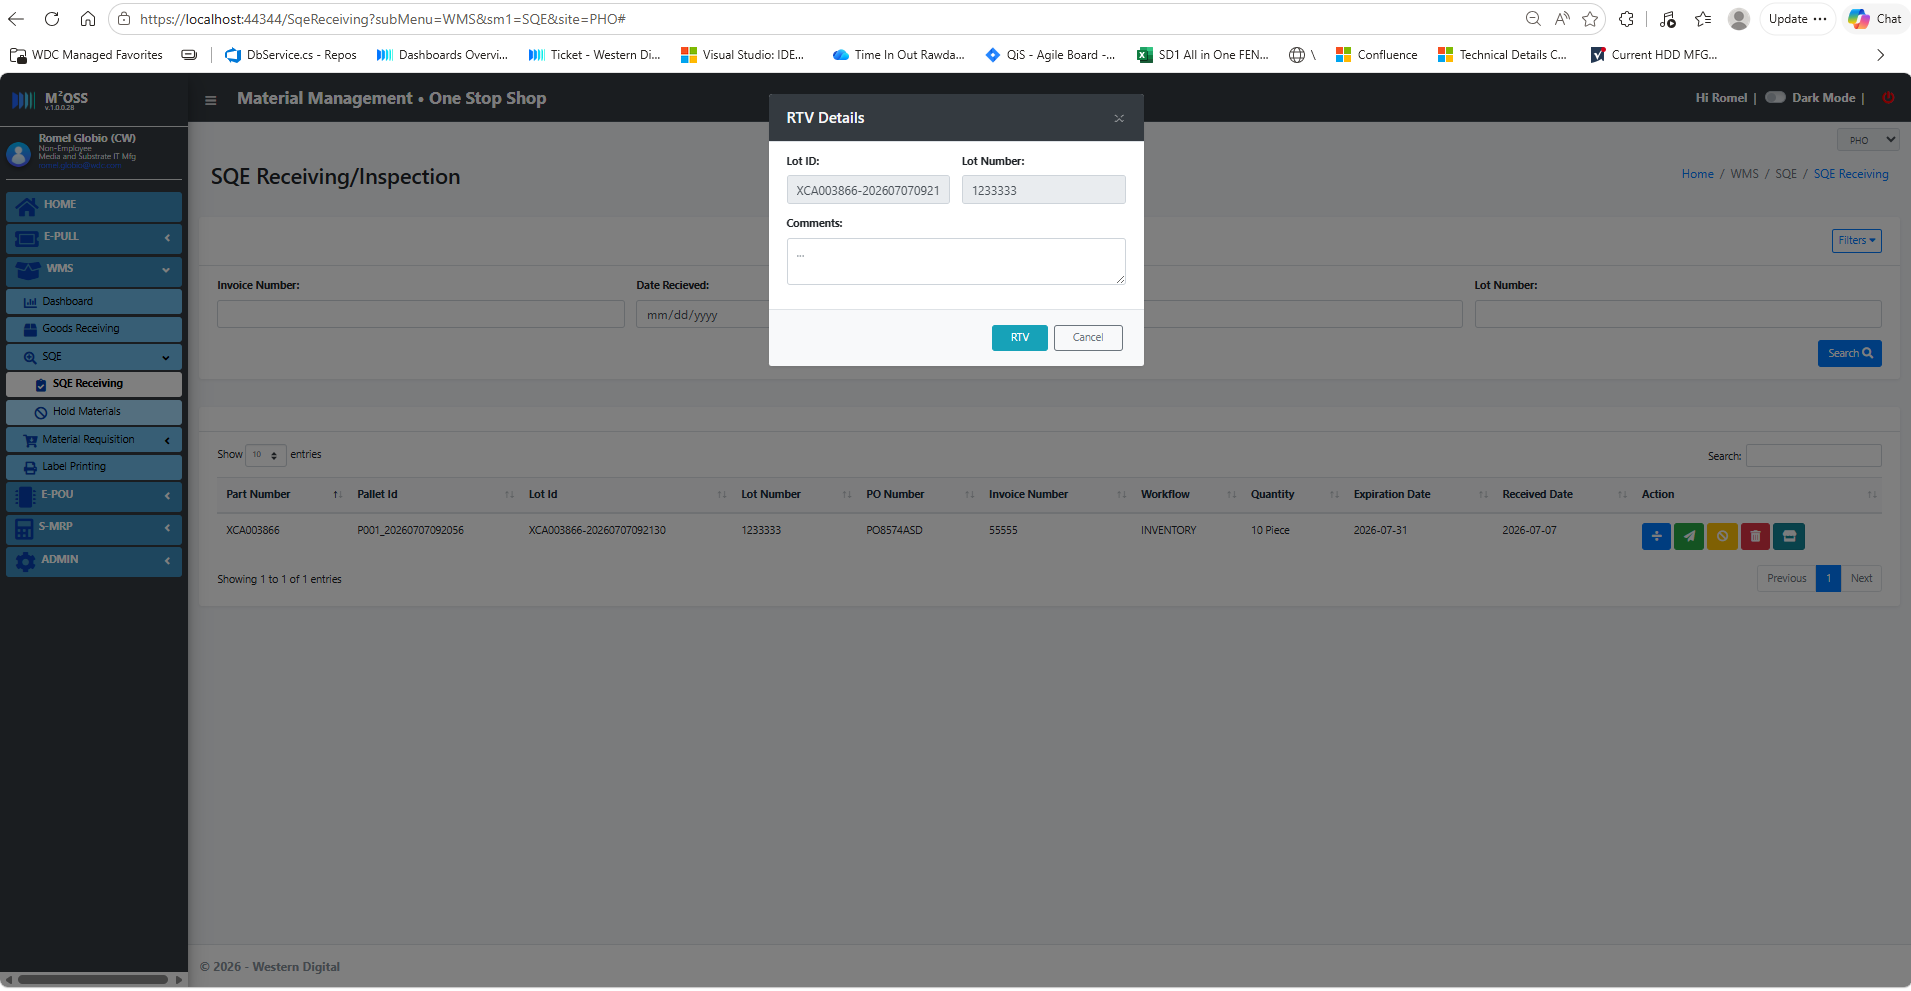 https://localhost:44344/SqeReceiving?subMenu=WMS&sm1=SQE&site=PHO#
Update
Chat
WDC Managed Favorites
DbService.cs - Repos
Dashboards Overvi...
Ticket - Western Di...
Visual Studio: IDE...
Time In Out Rawda...
QiS - Agile Board -...
SD1 All in One FEN...
\
Confluence
Technical Details C...
Current HDD MFG...
M²OSS
v.1.0.0.28
Material Management • One Stop Shop
Hi Romel |
Dark Mode |
Romel Globio (CW)
Non-Employee
Media and Substrate IT Mfg
HOME
E-PULL
WMS
Dashboard
Goods Receiving
SQE
SQE Receiving
Hold Materials
Material Requisition
Label Printing
E-POU
S-MRP
ADMIN
PHO
SQE Receiving/Inspection
Home / WMS / SQE / SQE Receiving
Filters
Invoice Number:
Date Recieved:
Lot Number:
mm/dd/yyyy
Search
RTV Details
Lot ID:
Lot Number:
XCA003866-202607070921
1233333
Comments:
...
RTV
Cancel
Show 10 entries
Search:
Part Number Pallet Id Lot Id Lot Number PO Number Invoice Number Workflow Quantity Expiration Date Received Date Action
XCA003866 P001_20260707092056 XCA003866-20260707092130 1233333 PO8574ASD 55555 INVENTORY 10 Piece 2026-07-31 2026-07-07
Showing 1 to 1 of 1 entries
Previous 1 Next
© 2026 - Western Digital